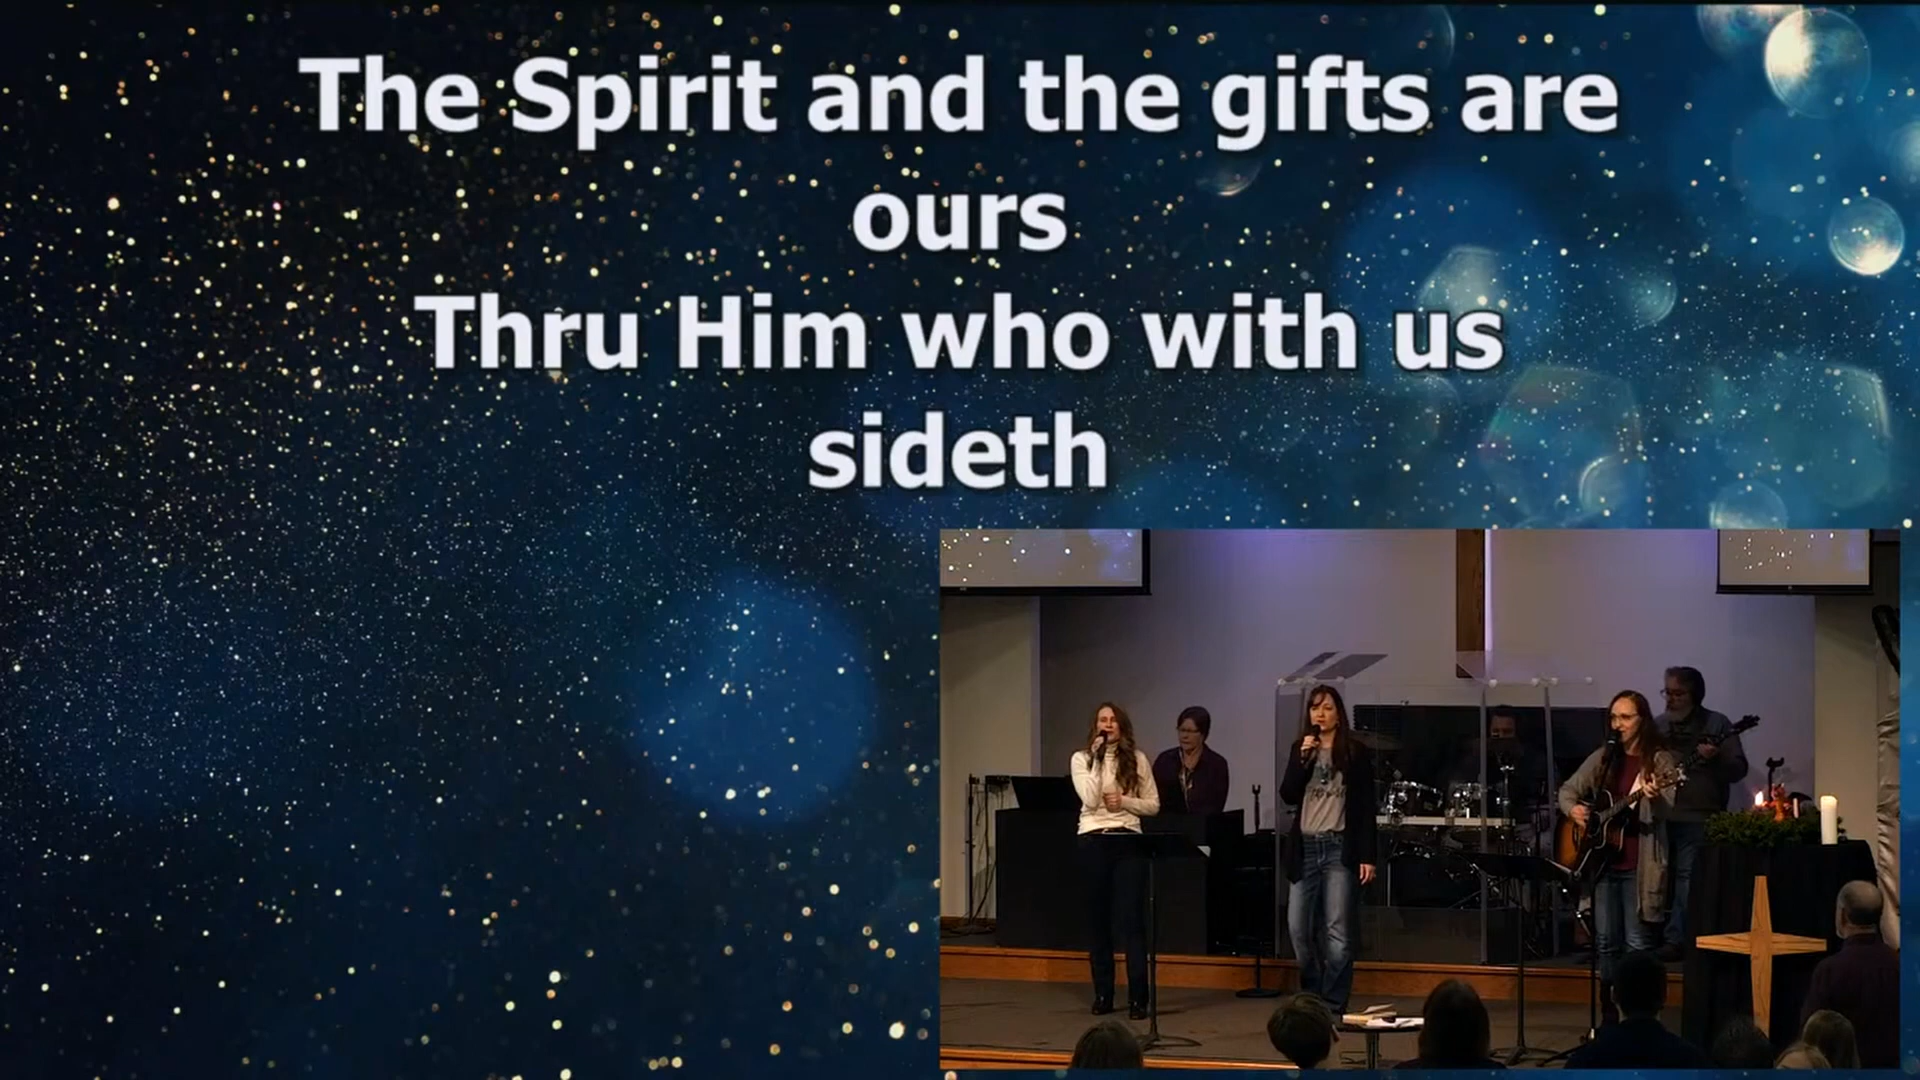 The Spirit and the gifts are
ours
Thru Him who with us
sideth